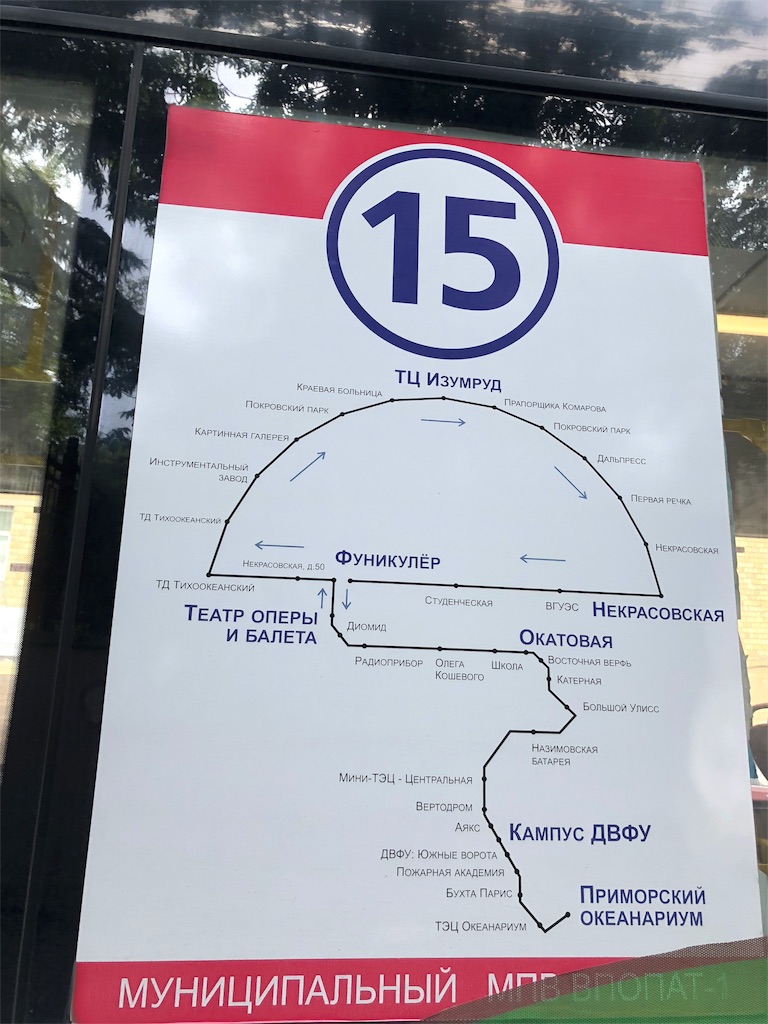 15
ТЦ Изумруд
Краевая больница
Прапорщика Комарова
Покровский парк
Покровский парк
Картинная галерея
Дальпресс
Инструментальный
завод
Первая речка
ТД Тихоокеанский
Некрасовская
Некрасовская, д.50
Фуникулёр
ТД Тихоокеанский
Студенческая
ВГУЭС
Некрасовская
Театр оперы
и балета
Диомид
Окатовая
Радиоприбор
Олега
Кошевого
Школа
Восточная верфь
Катерная
Большой Улисс
Назимовская
батарея
Мини-ТЭЦ - Центральная
Вертодром
Аякс
Кампус ДВФУ
ДВФУ: Южные ворота
Пожарная академия
Бухта Парис
Приморский
океанариум
ТЭЦ Океанариум
МУНИЦИПАЛЬНЫЙ МПВ ВПОПАТ-1